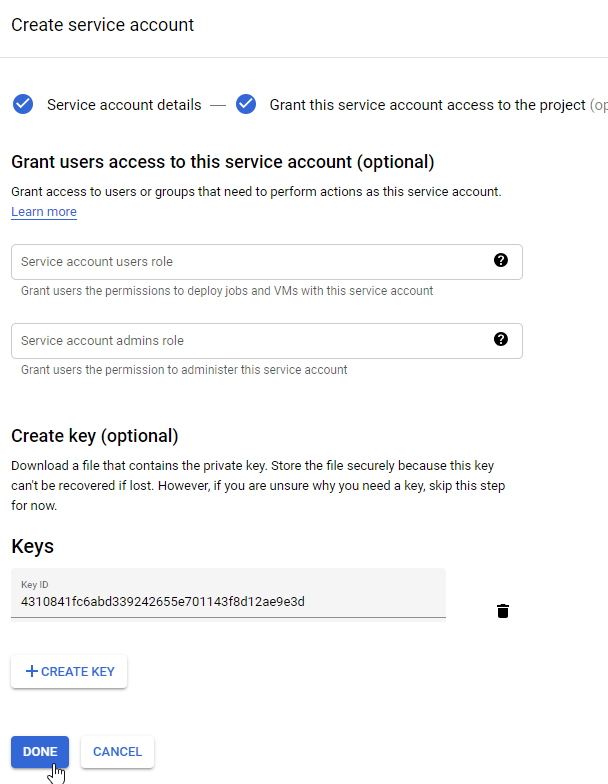 Create service account
Service account details — Grant this service account access to the project (op
Grant users access to this service account (optional)
Grant access to users or groups that need to perform actions as this service account.
Learn more
Service account users role
Grant users the permissions to deploy jobs and VMs with this service account
Service account admins role
Grant users the permission to administer this service account
Create key (optional)
Download a file that contains the private key. Store the file securely because this key
can't be recovered if lost. However, if you are unsure why you need a key, skip this step
for now.
Keys
Key ID
4310841fc6abd339242655e701143f8d12ae9e3d
+ CREATE KEY
DONE CANCEL